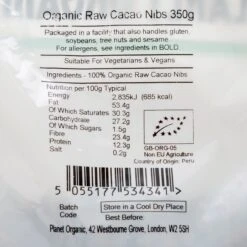 Organic Raw Cacao Nibs 350g
Packaged in a facility that also handles gluten,
soybeans, tree nuts and sesame.
For allergens, see ingredients in BOLD.
Suitable For Vegetarians & Vegans
Ingredients - 100% Organic Raw Cacao Nibs
Nutrition per 100g Typical
Energy 2,835kJ (685 kcal)
Fat 53.4g
Of Which Saturates 30.3g
Carbohydrate 27.2g
Of Which Sugars 1.5g
Fibre 23.4g
Protein 12.3g
Salt 0.2g
GB-ORG-05
Non EU Agriculture
Country of Origin: Peru
5 055177 534341 >
Batch Code
Store in a Cool Dry Place
Best Before:
Planet Organic, 42 Westbourne Grove, London, W2 5SH